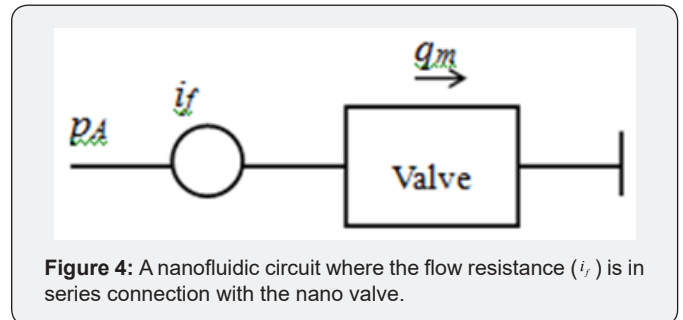 qm
if
pA
Valve
Figure 4: A nanofluidic circuit where the flow resistance (i_f) is in
series connection with the nano valve.